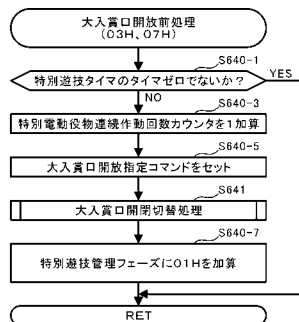 大入賞口開放前処理
(03H、07H)
S640-1
特別遊技タイマのタイマゼロでないか?
YES
NO
S640-3
特別電動役物連続作動回数カウンタを1加算
S640-5
大入賞口開放指定コマンドをセット
S641
大入賞口開閉切替処理
S640-7
特別遊技管理フェーズに01Hを加算
RET